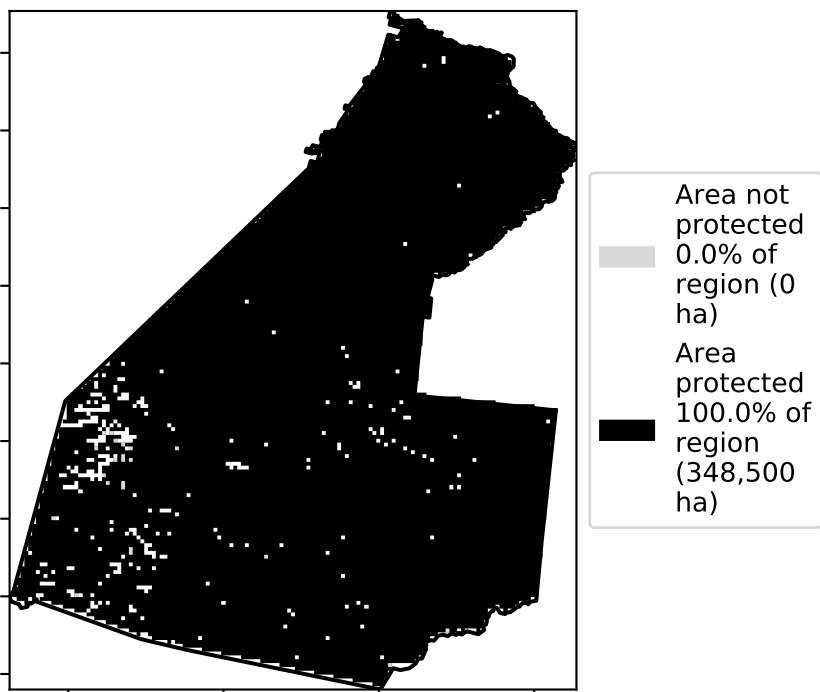 Area not
protected
0.0% of
region (0
ha)
Area
protected
100.0% of
region
(348,500
ha)